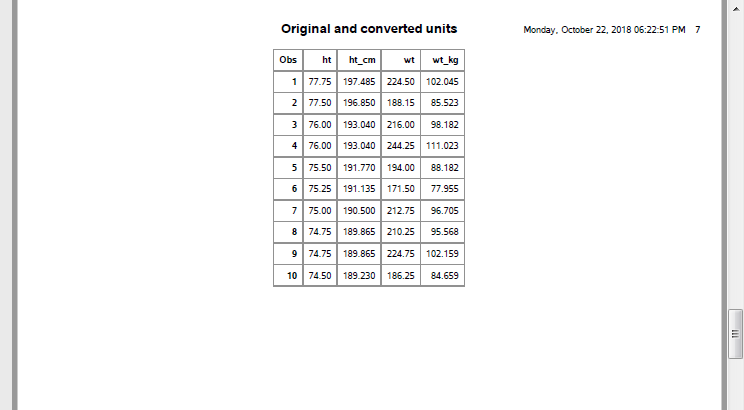 Original and converted units Monday, October 22, 2018 06:22:51 PM 7
Obs ht ht_cm wt wt_kg
1 77.75 197.485 224.50 102.045
2 77.50 196.850 188.15 85.523
3 76.00 193.040 216.00 98.182
4 76.00 193.040 244.25 111.023
5 75.50 191.770 194.00 88.182
6 75.25 191.135 171.50 77.955
7 75.00 190.500 212.75 96.705
8 74.75 189.865 210.25 95.568
9 74.75 189.865 224.75 102.159
10 74.50 189.230 186.25 84.659